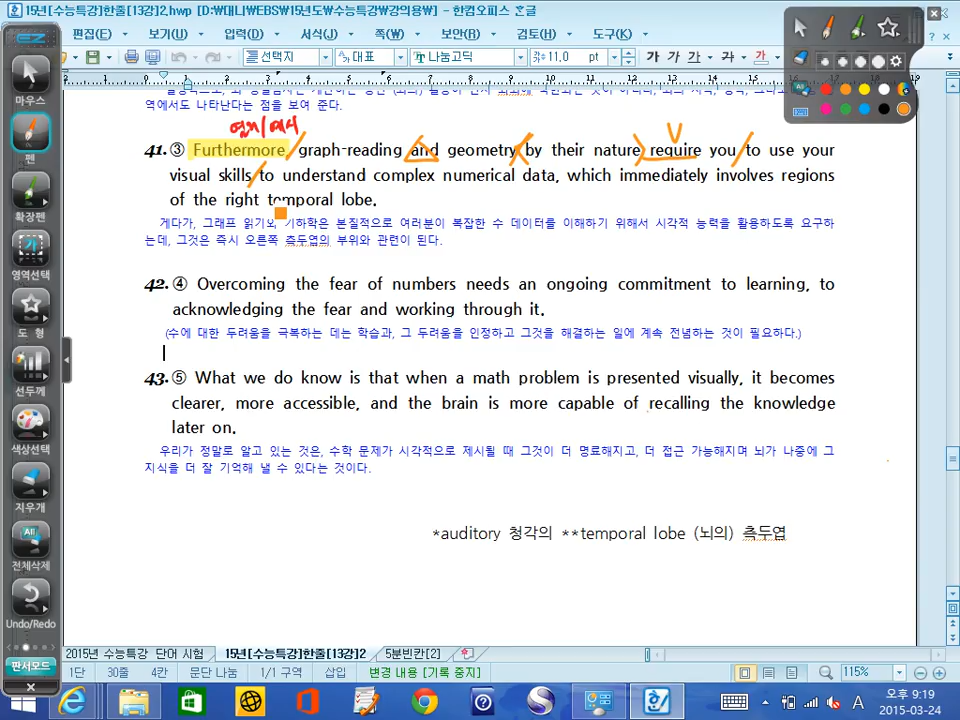 15년[수능특강]한줄[13강]2.hwp [D:₩대니₩EBS₩15년도₩수능특강₩강의용₩] - 한컴오피스 한글
편집(E) 보기(U) 입력(D) 서식(J) 쪽(W) 보안(R) 검토(H) 도구(K)
선택지 대표 나눔고딕 11.0 pt 가 가 가 가 가
역에서도 나타난다는 점을 보여 준다.
열거/예시
41. ③ Furthermore graph-reading and geometry by their nature require you to use your
V
visual skills to understand complex numerical data, which immediately involves regions
of the right temporal lobe.
게다가, 그래프 읽기와 기하학은 본질적으로 여러분이 복잡한 수 데이터를 이해하기 위해서 시각적 능력을 활용하도록 요구하
는데, 그것은 즉시 오른쪽 측두엽의 부위와 관련이 된다.
42. ④ Overcoming the fear of numbers needs an ongoing commitment to learning, to
acknowledging the fear and working through it.
(수에 대한 두려움을 극복하는 데는 학습과, 그 두려움을 인정하고 그것을 해결하는 일에 계속 전념하는 것이 필요하다.)
43. ⑤ What we do know is that when a math problem is presented visually, it becomes
clearer, more accessible, and the brain is more capable of recalling the knowledge
later on.
우리가 정말로 알고 있는 것은, 수학 문제가 시각적으로 제시될 때 그것이 더 명료해지고, 더 접근 가능해지며 뇌가 나중에 그
지식을 더 잘 기억해 낼 수 있다는 것이다.
*auditory 청각의 **temporal lobe (뇌의) 측두엽
마우스
펜
확장펜
영역선택
도 형
선두께
색상선택
지우개
All
전체삭제
Undo/Redo
판서모드
2015년 수능특강 단어 시험 15년[수능특강]한줄[13강]2 5분빈칸[2]
1단 30줄 4칸 문단 나눔 1/1 구역 삽입 변경 내용 [기록 중지] 115%
A 오후 9:19
2015-03-24